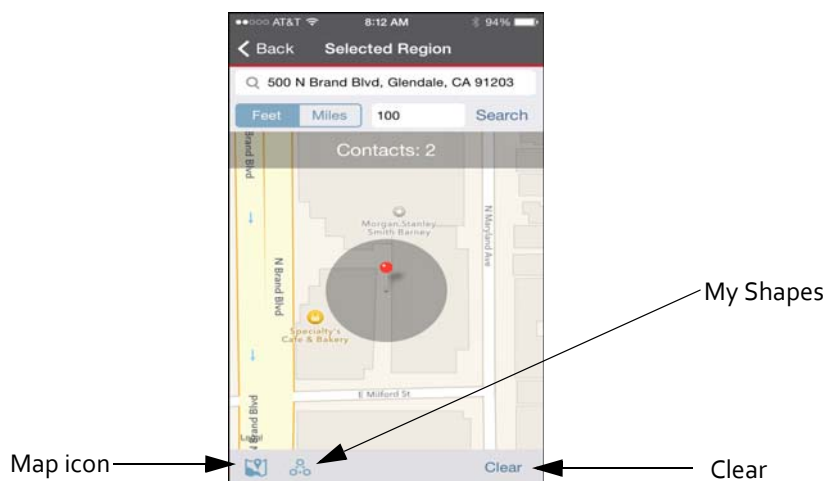 AT&T 8:12 AM 94%
Back Selected Region
500 N Brand Blvd, Glendale, CA 91203
Feet Miles 100 Search
Contacts: 2
Brand Blvd
Morgan Stanley
Smith Barney
N Maryland Ave
N Brand Blvd
My Shapes
Specialty's
Cafe & Bakery
E Milford St
N Brand Blvd
Legal
Map icon
Clear
Clear